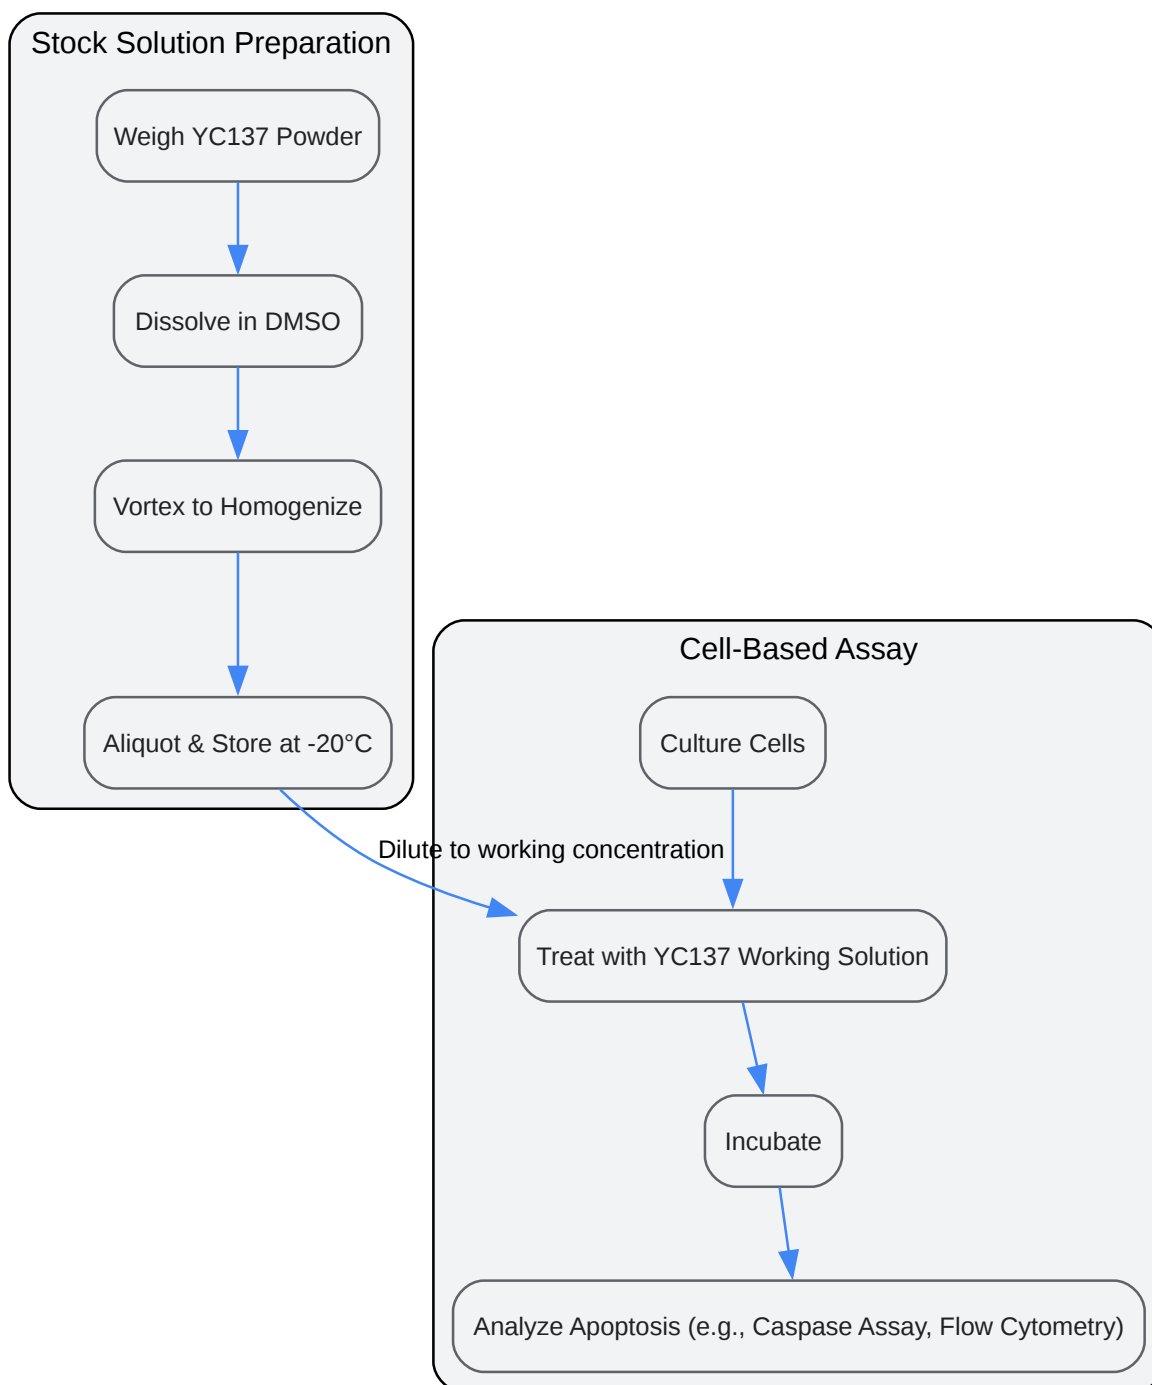 Stock Solution Preparation
Weigh YC137 Powder
Dissolve in DMSO
Vortex to Homogenize
Aliquot & Store at -20°C
Dilute to working concentration
Cell-Based Assay
Culture Cells
Treat with YC137 Working Solution
Incubate
Analyze Apoptosis (e.g., Caspase Assay, Flow Cytometry)